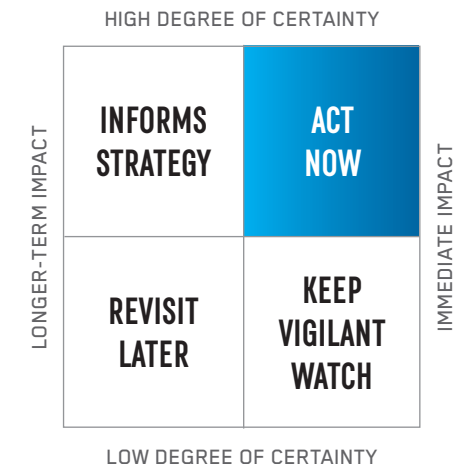 HIGH DEGREE OF CERTAINTY
LONGER-TERM IMPACT
INFORMS
STRATEGY
ACT
NOW
IMMEDIATE IMPACT
REVISIT
LATER
KEEP
VIGILANT
WATCH
LOW DEGREE OF CERTAINTY